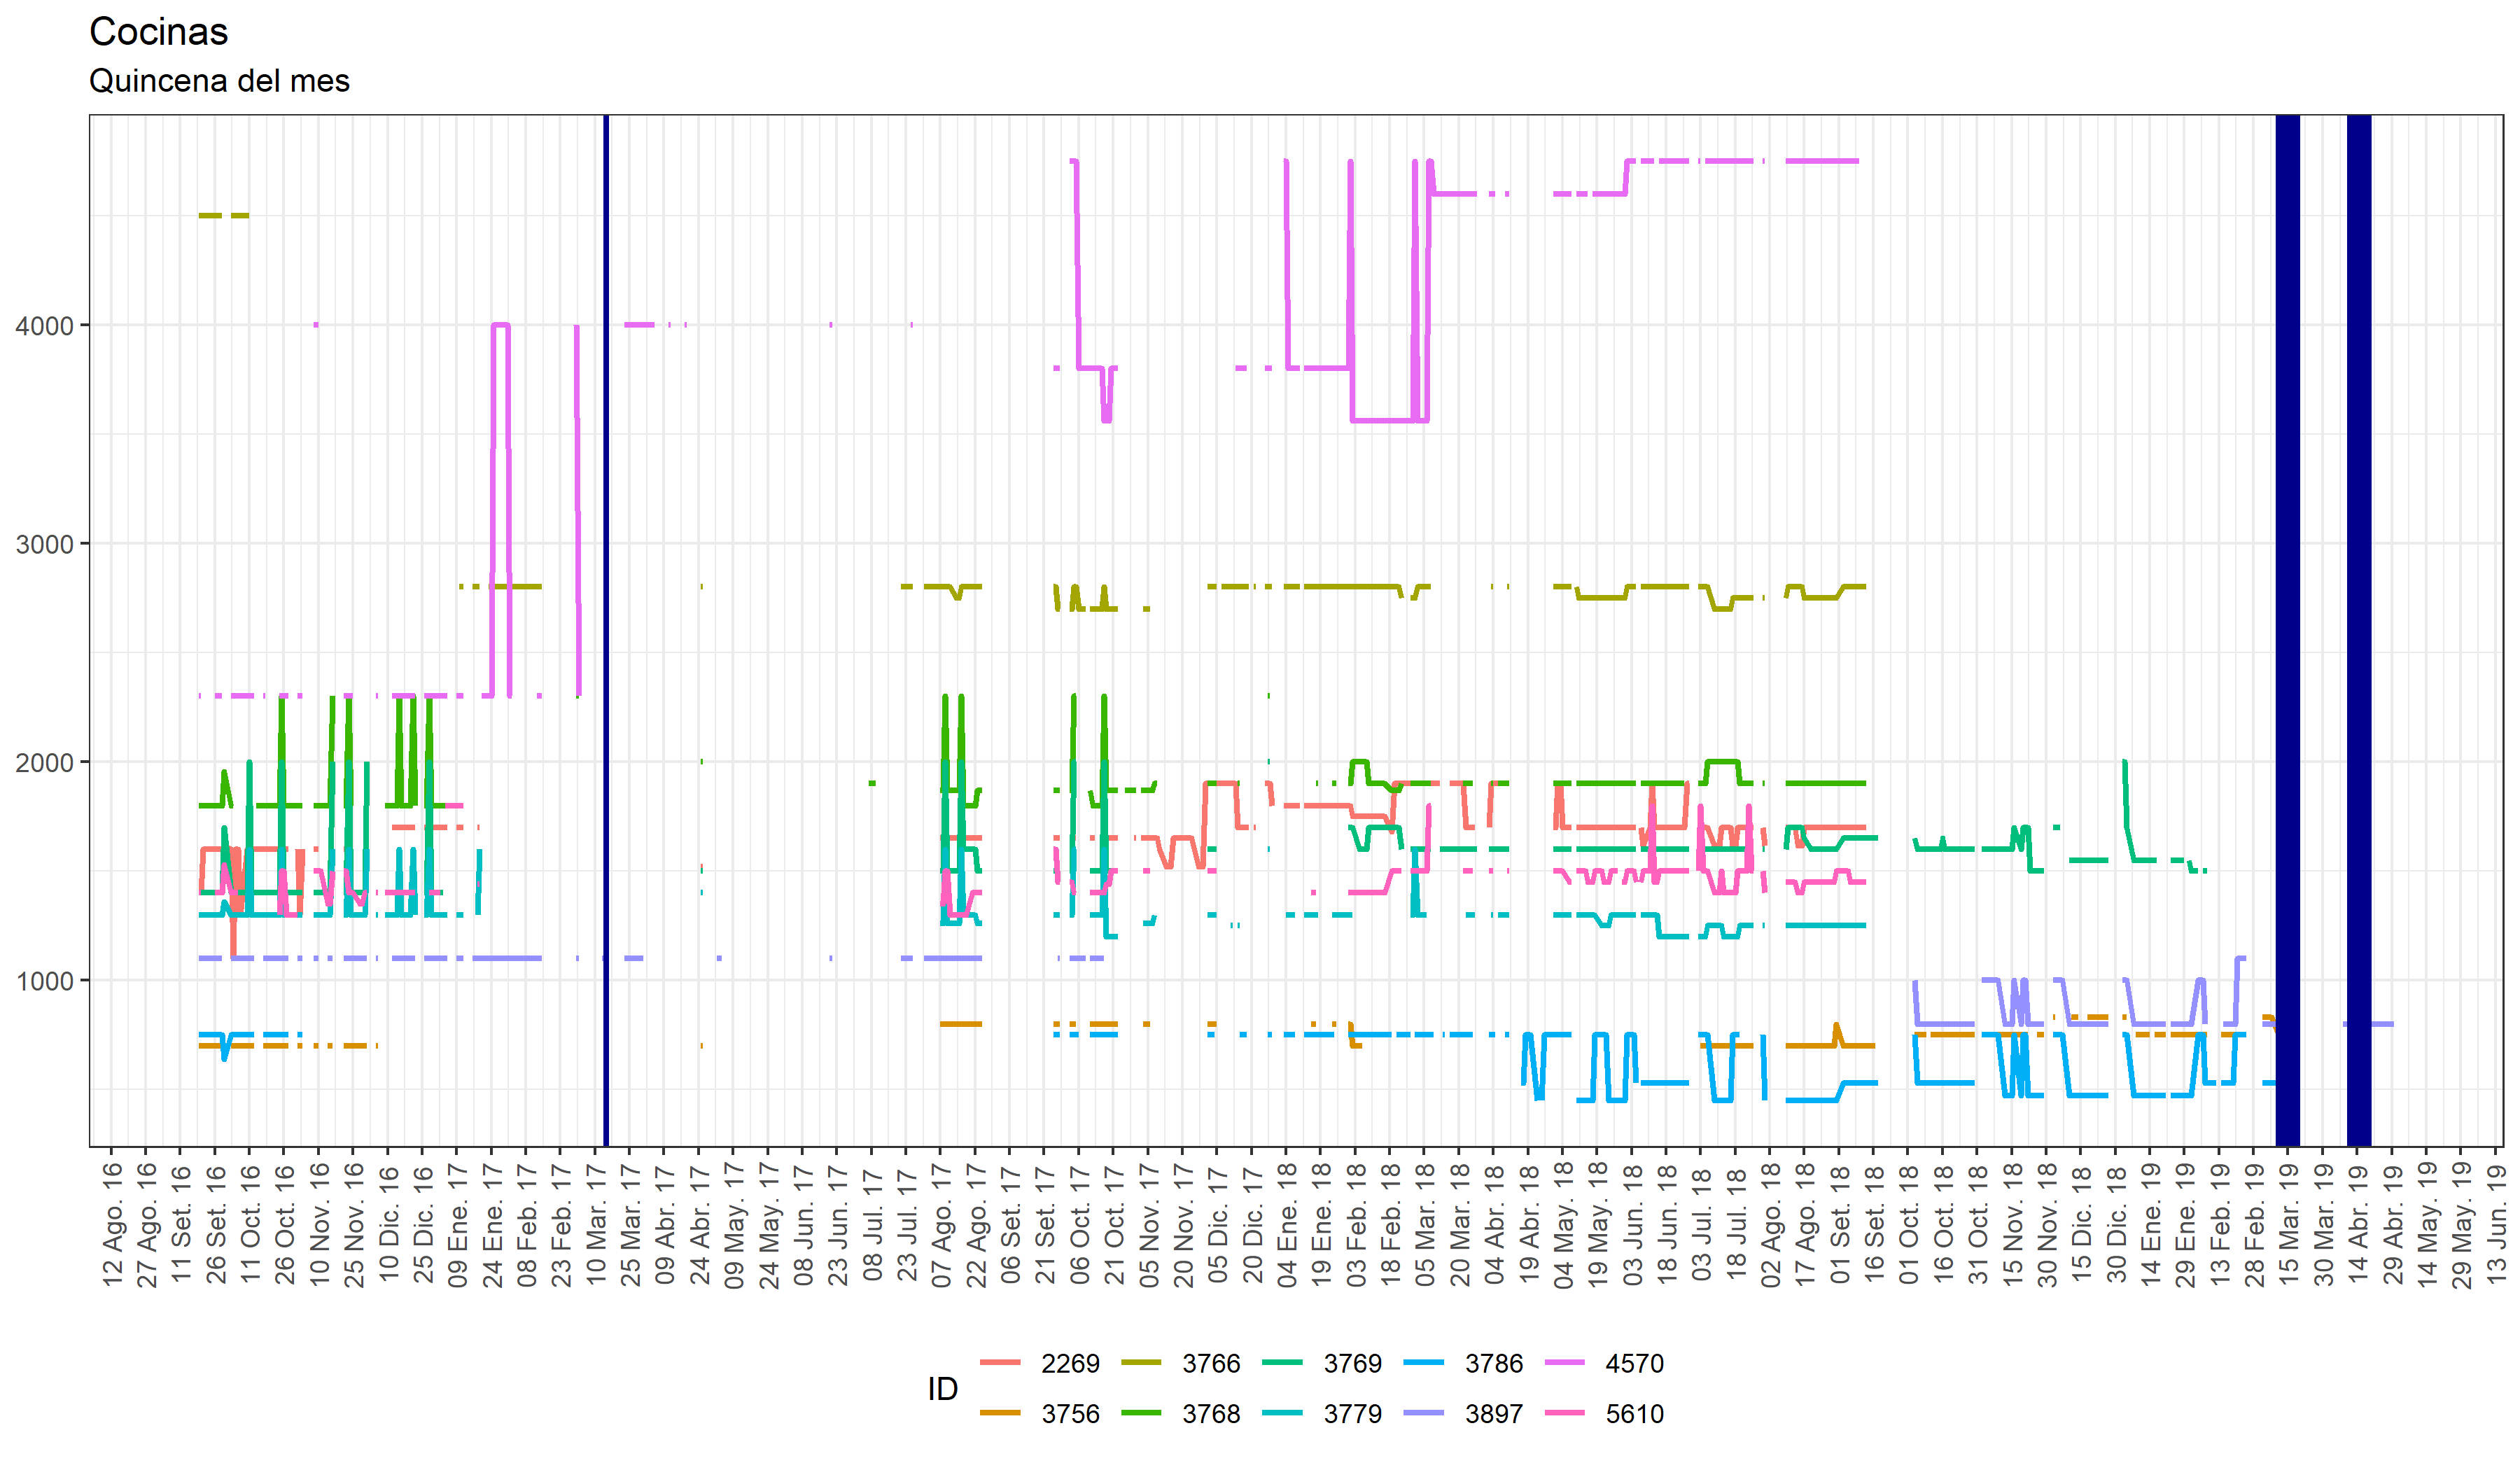 Cocinas
Quincena del mes
4000
3000
2000
1000
12 Ago. 16
27 Ago. 16
11 Set. 16
26 Set. 16
11 Oct. 16
26 Oct. 16
10 Nov. 16
25 Nov. 16
10 Dic. 16
25 Dic. 16
09 Ene. 17
24 Ene. 17
08 Feb. 17
23 Feb. 17
10 Mar. 17
25 Mar. 17
09 Abr. 17
24 Abr. 17
09 May. 17
24 May. 17
08 Jun. 17
23 Jun. 17
08 Jul. 17
23 Jul. 17
07 Ago. 17
22 Ago. 17
06 Set. 17
21 Set. 17
06 Oct. 17
21 Oct. 17
05 Nov. 17
20 Nov. 17
05 Dic. 17
20 Dic. 17
04 Ene. 18
19 Ene. 18
03 Feb. 18
18 Feb. 18
05 Mar. 18
20 Mar. 18
04 Abr. 18
19 Abr. 18
04 May. 18
19 May. 18
03 Jun. 18
18 Jun. 18
03 Jul. 18
18 Jul. 18
02 Ago. 18
17 Ago. 18
01 Set. 18
16 Set. 18
01 Oct. 18
16 Oct. 18
31 Oct. 18
15 Nov. 18
30 Nov. 18
15 Dic. 18
30 Dic. 18
14 Ene. 19
29 Ene. 19
13 Feb. 19
28 Feb. 19
15 Mar. 19
30 Mar. 19
14 Abr. 19
29 Abr. 19
14 May. 19
29 May. 19
13 Jun. 19
ID
2269 3766 3769 3786 4570
3756 3768 3779 3897 5610